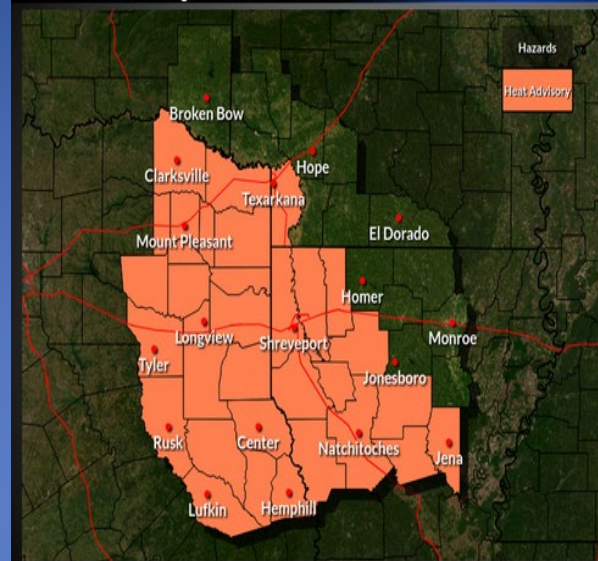 Hazards
Heat Advisory
Broken Bow
Hope
Clarksville
Texarkana
El Dorado
Mount Pleasant
Homer
Longview
Shreveport
Monroe
Tyler
Jonesboro
Rusk
Center
Natchitoches
Jena
Lufkin
Hemphill